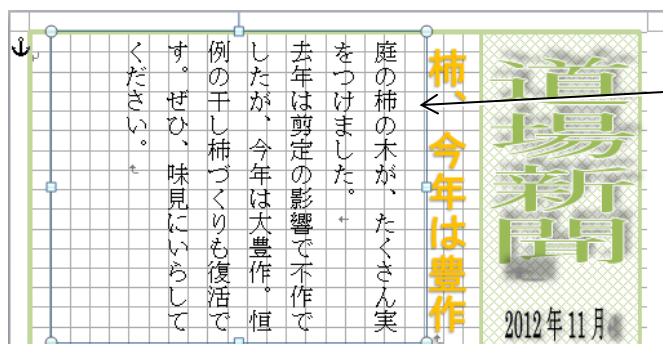 道場新聞
2012年11月
柿、今年は豊作
庭の柿の木が、たくさん実
をつけました。
去年は剪定の影響で不作で
したが、今年は大豊作。恒
例の干し柿づくりも復活で
す。ぜひ、味見にいらして
ください。